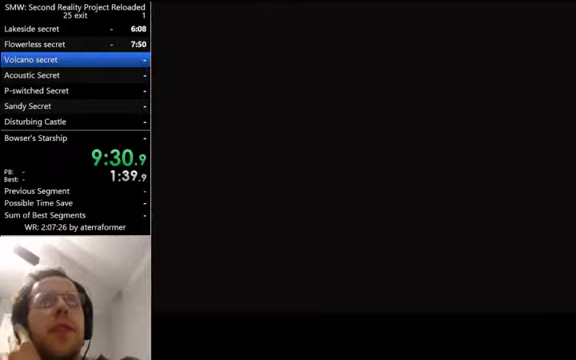 SMW: Second Reality Project Reloaded
25 exit 1
Lakeside secret - 6:08
Flowerless secret - 7:50
Volcano secret -
Acoustic Secret -
P-switched Secret -
Sandy Secret -
Disturbing Castle -
Bowser's Starship -
9:30.9
PB: -
Best: - 1:39.9
Previous Segment -
Possible Time Save -
Sum of Best Segments -
WR: 2:07:26 by aterraformer